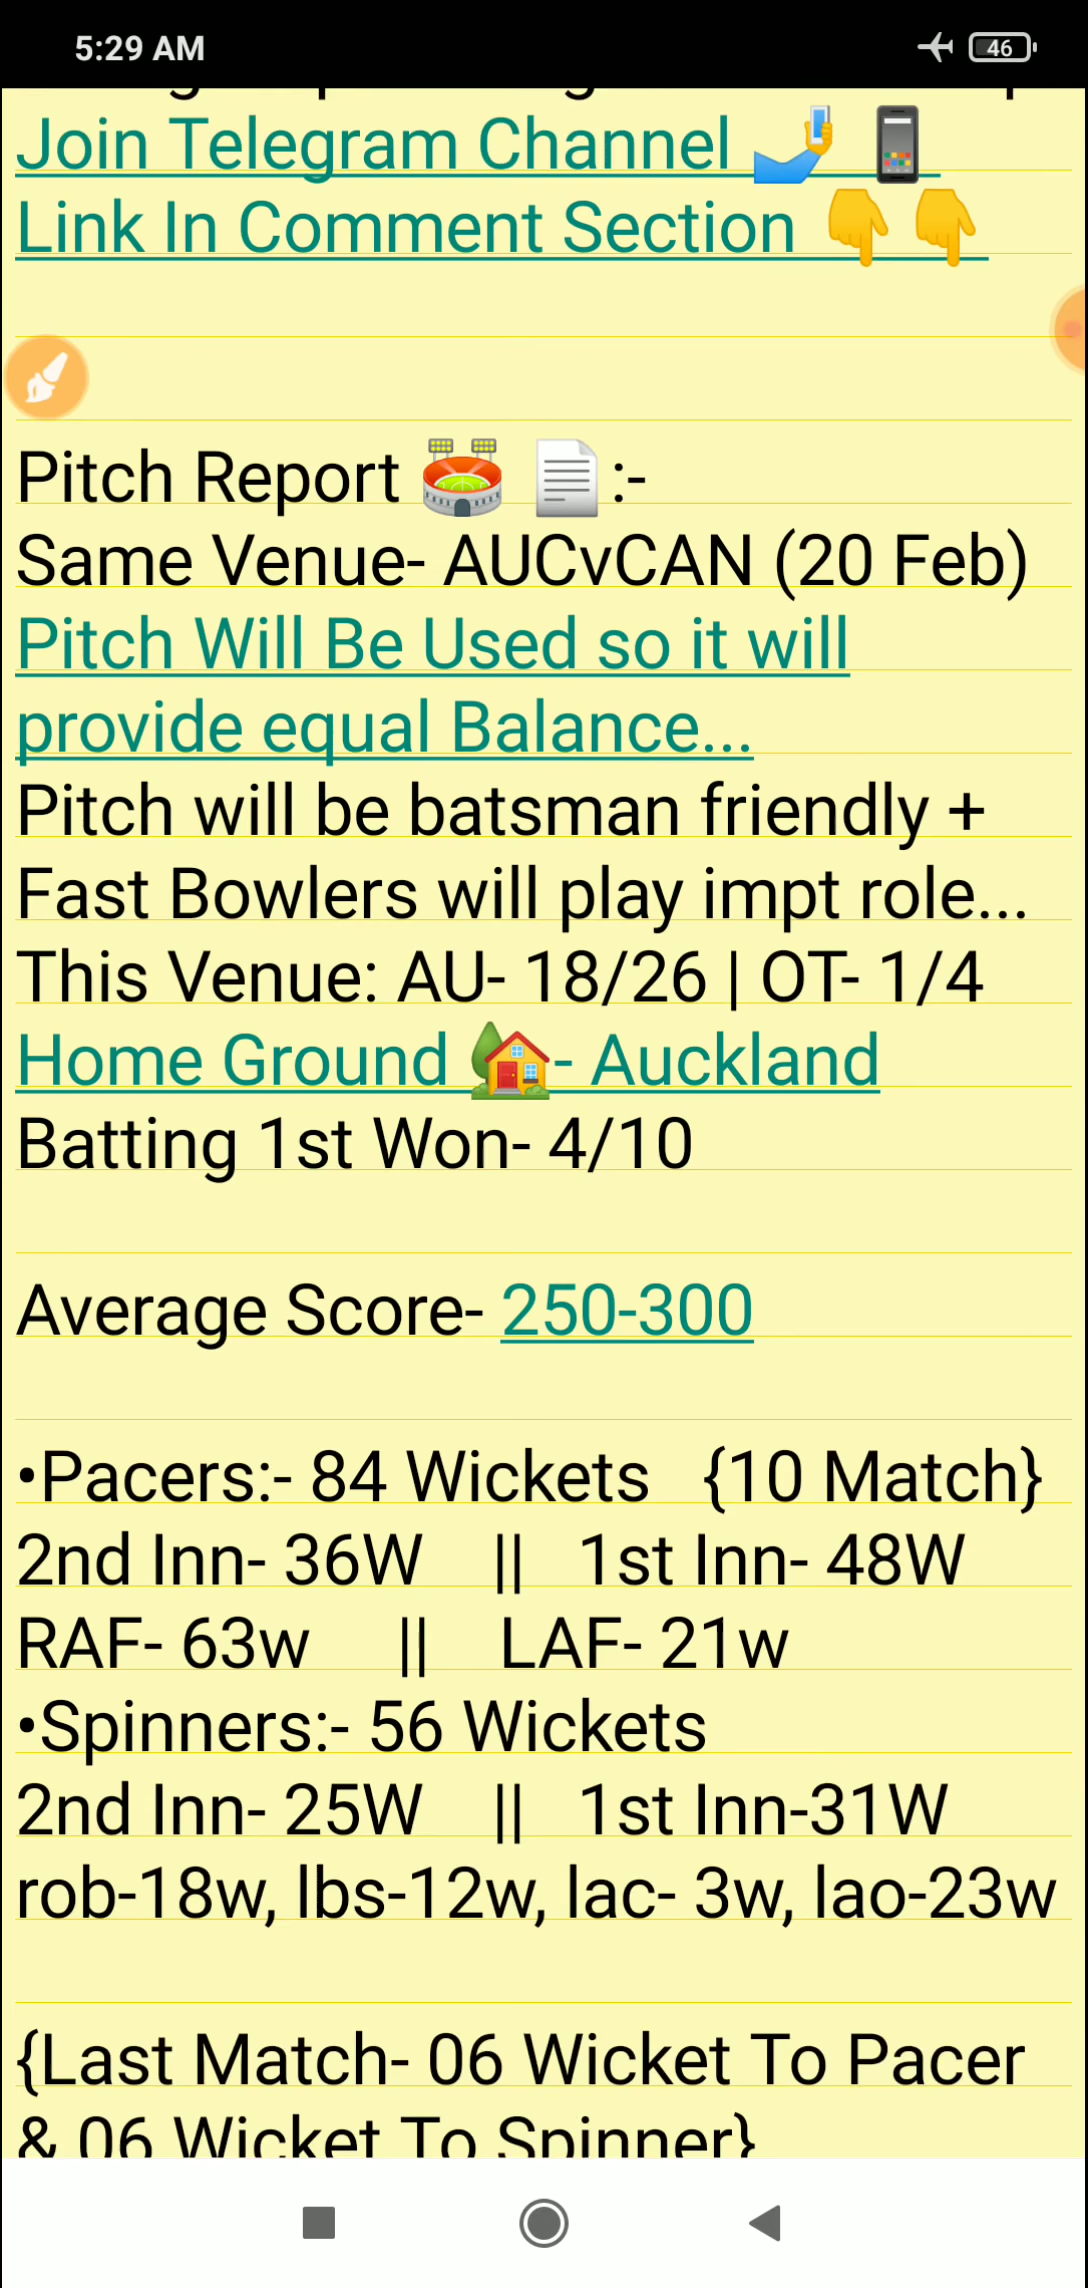 5:29 AM
46
Join Telegram Channel 🤳 📱
Link In Comment Section 👇👇
Pitch Report 🏟️ 📄:-
Same Venue- AUCvCAN (20 Feb)
Pitch Will Be Used so it will
provide equal Balance...
Pitch will be batsman friendly +
Fast Bowlers will play impt role...
This Venue: AU- 18/26 | OT- 1/4
Home Ground 🏡- Auckland
Batting 1st Won- 4/10
Average Score- 250-300
•Pacers:- 84 Wickets {10 Match}
2nd Inn- 36W || 1st Inn- 48W
RAF- 63w || LAF- 21w
•Spinners:- 56 Wickets
2nd Inn- 25W || 1st Inn-31W
rob-18w, lbs-12w, lac- 3w, lao-23w
{Last Match- 06 Wicket To Pacer
& 06 Wicket To Spinner}